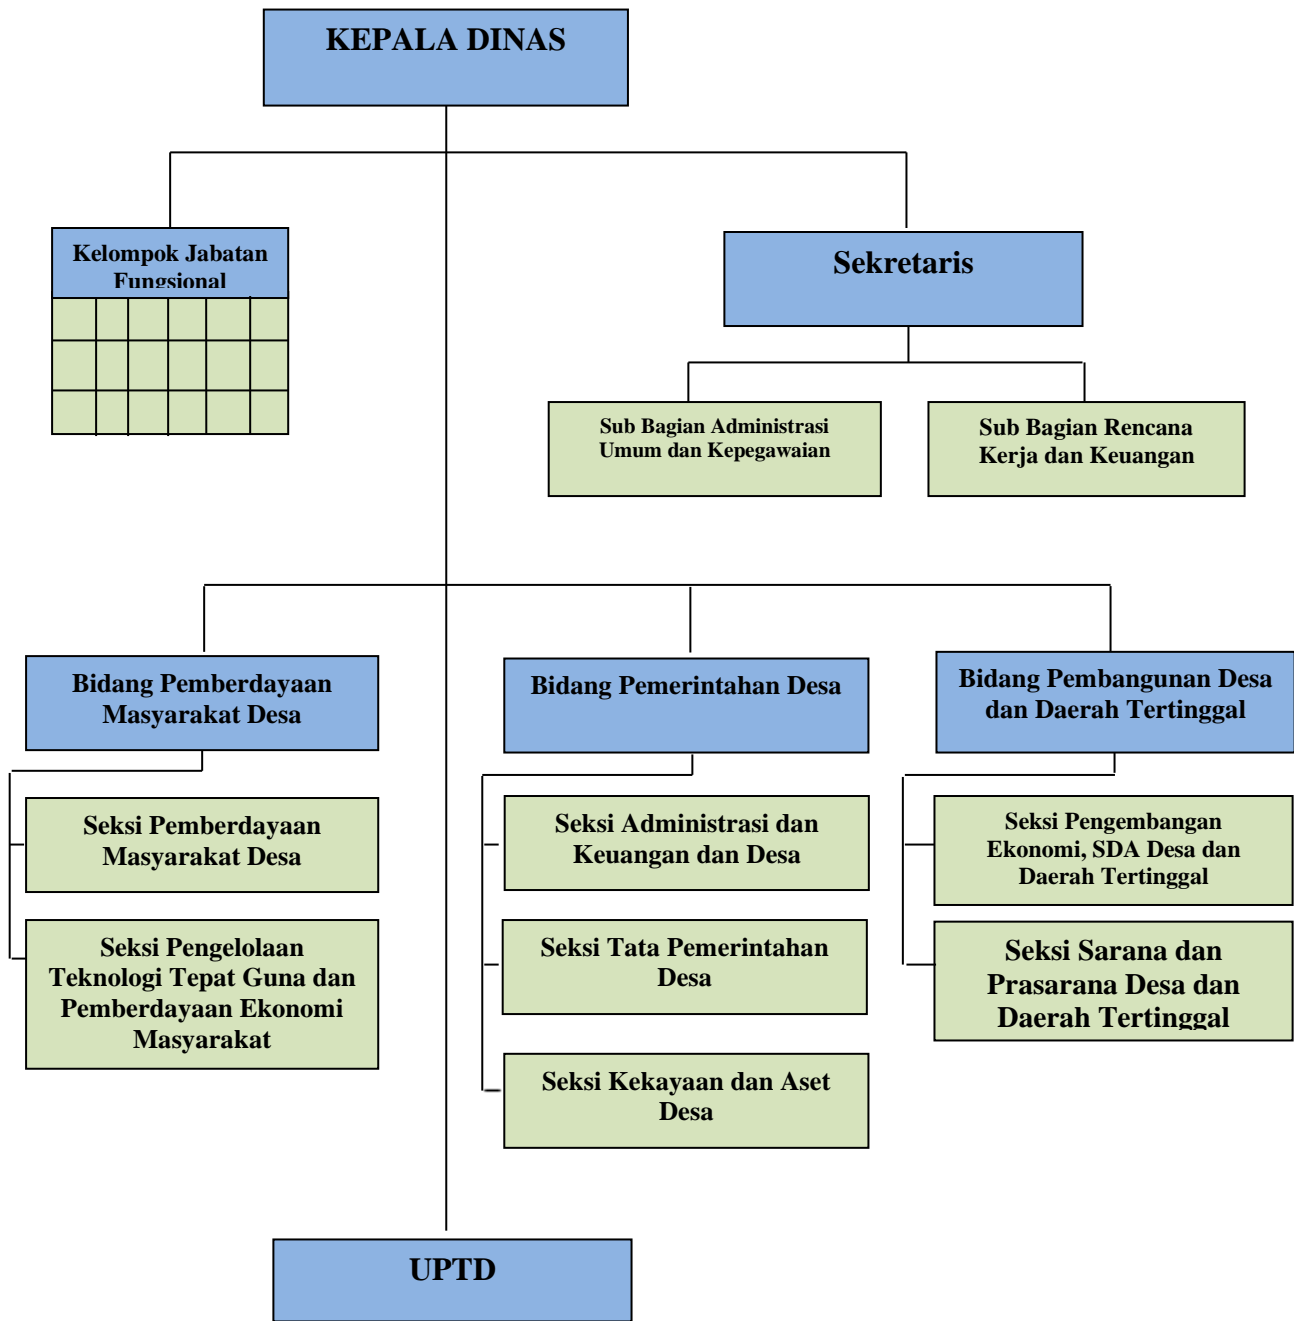 KEPALA DINAS
Kelompok Jabatan
Fungsional
Sekretaris
Sub Bagian Administrasi
Umum dan Kepegawaian
Sub Bagian Rencana
Kerja dan Keuangan
Bidang Pemberdayaan
Masyarakat Desa
Bidang Pemerintahan Desa
Bidang Pembangunan Desa
dan Daerah Tertinggal
Seksi Pemberdayaan
Masyarakat Desa
Seksi Administrasi dan
Keuangan dan Desa
Seksi Pengembangan
Ekonomi, SDA Desa dan
Daerah Tertinggal
Seksi Pengelolaan
Teknologi Tepat Guna dan
Pemberdayaan Ekonomi
Masyarakat
Seksi Tata Pemerintahan
Desa
Seksi Sarana dan
Prasarana Desa dan
Daerah Tertinggal
Seksi Kekayaan dan Aset
Desa
UPTD